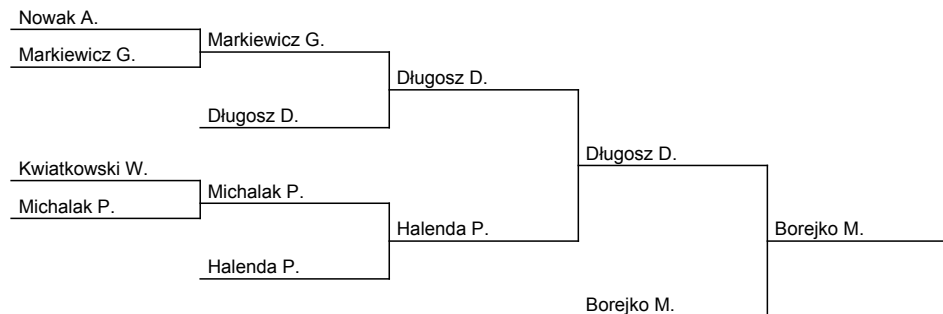 Nowak A.
Markiewicz G.
Markiewicz G.
Długosz D.
Długosz D.
Długosz D.
Kwiatkowski W.
Michalak P.
Michalak P.
Halenda P.
Borejko M.
Halenda P.
Borejko M.